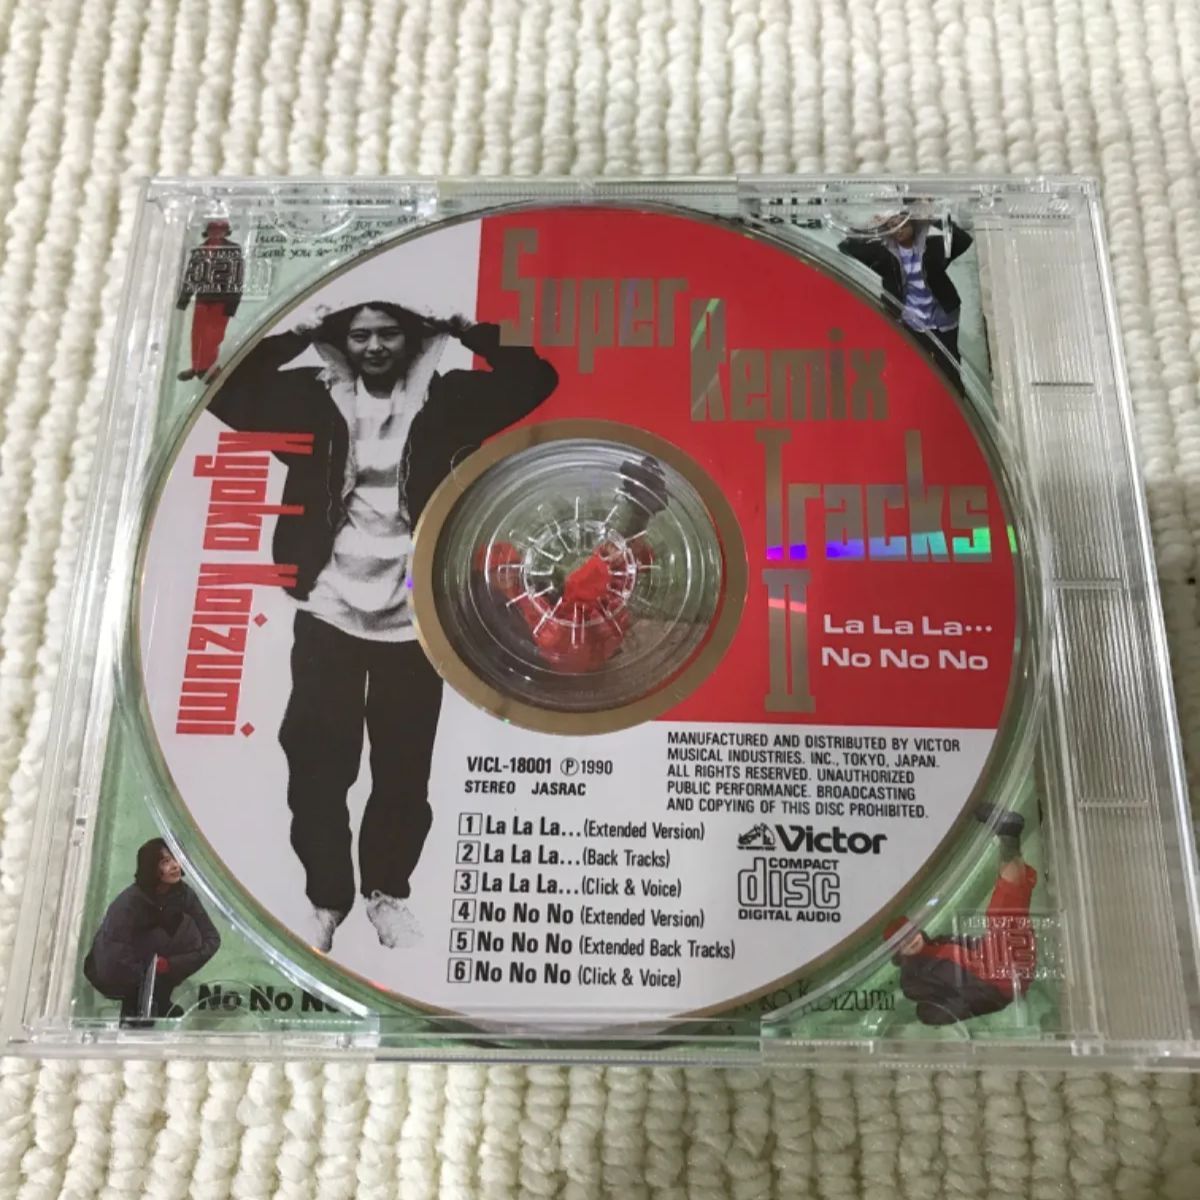 Super
Remix
Tracks
II
La La La…
No No No
Kyoko Koizumi
VICL-18001 Ⓟ1990
STEREO JASRAC
MANUFACTURED AND DISTRIBUTED BY VICTOR
MUSICAL INDUSTRIES. INC., TOKYO, JAPAN.
ALL RIGHTS RESERVED. UNAUTHORIZED
PUBLIC PERFORMANCE. BROADCASTING
AND COPYING OF THIS DISC PROHIBITED.
1 La La La...(Extended Version)
2 La La La...(Back Tracks)
3 La La La...(Click & Voice)
4 No No No (Extended Version)
5 No No No (Extended Back Tracks)
6 No No No (Click & Voice)
Victor
COMPACT
disc
DIGITAL AUDIO
No No No
Koizumi